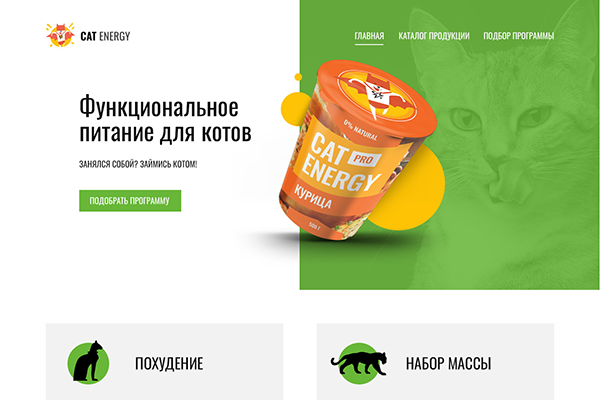 CAT ENERGY
ГЛАВНАЯ
КАТАЛОГ ПРОДУКЦИИ
ПОДБОР ПРОГРАММЫ
Функциональное
питание для котов
ЗАНЯЛСЯ СОБОЙ? ЗАЙМИСЬ КОТОМ!
ПОДОБРАТЬ ПРОГРАММУ
0% NATURAL
CAT PRO
ENERGY
КУРИЦА
500 Г
ПОХУДЕНИЕ
НАБОР МАССЫ